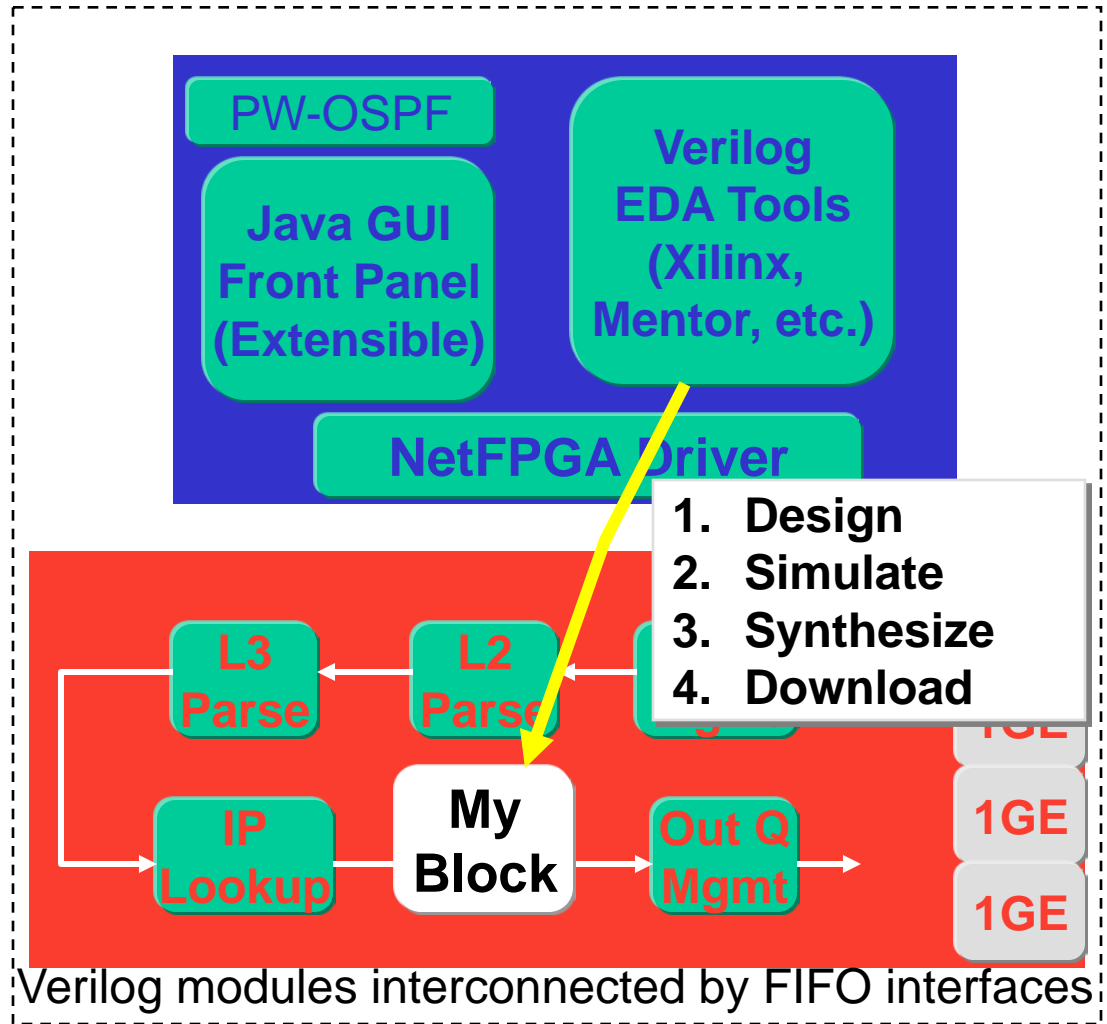 PW-OSPF
Java GUI
Front Panel
(Extensible)
Verilog
EDA Tools
(Xilinx,
Mentor, etc.)
NetFPGA Driver
1. Design
2. Simulate
3. Synthesize
4. Download
L3
Parse
L2
Parse
IP
Lookup
My
Block
Out Q
Mgmt
1GE
1GE
1GE
Verilog modules interconnected by FIFO interfaces